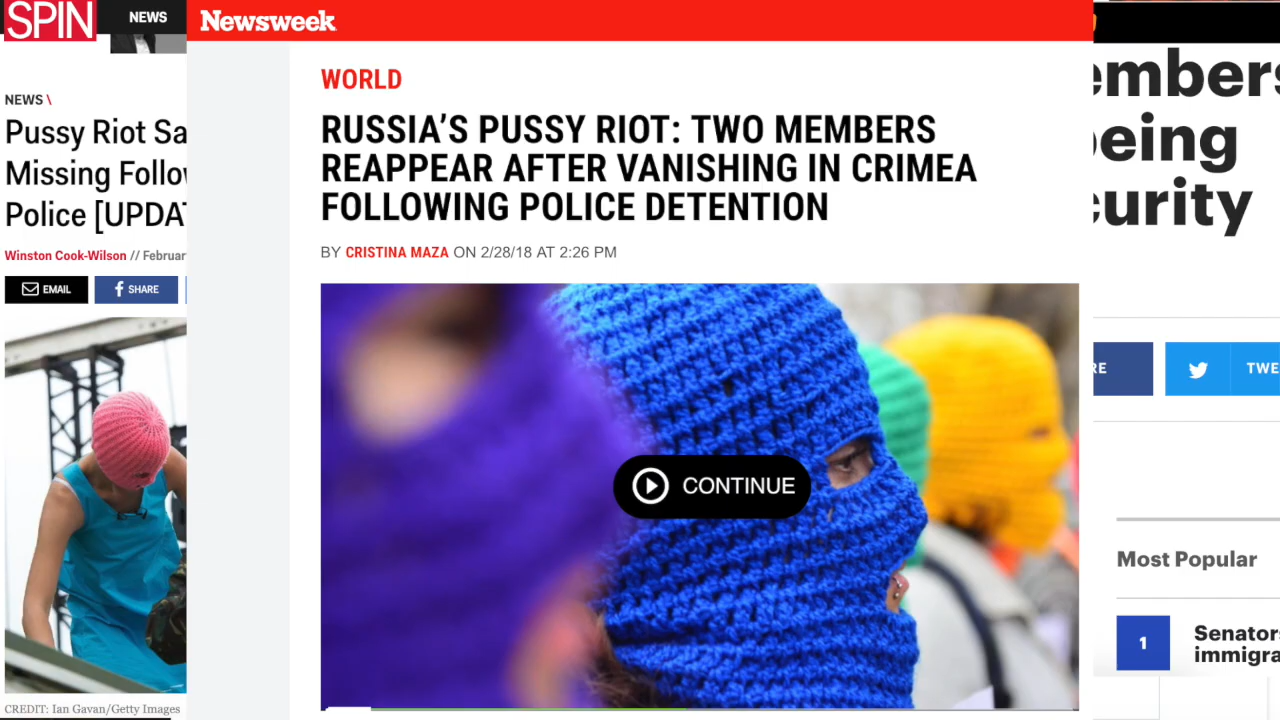 SPIN
NEWS
NEWS \
Pussy Riot Sa
Missing Follo
Police [UPDA
Winston Cook-Wilson // Februar
EMAIL
SHARE
CREDIT: Ian Gavan/Getty Images
Newsweek
WORLD
RUSSIA'S PUSSY RIOT: TWO MEMBERS
REAPPEAR AFTER VANISHING IN CRIMEA
FOLLOWING POLICE DETENTION
BY CRISTINA MAZA ON 2/28/18 AT 2:26 PM
CONTINUE
embers
being
curity
RE
TWE
Most Popular
1
Senator
immigra